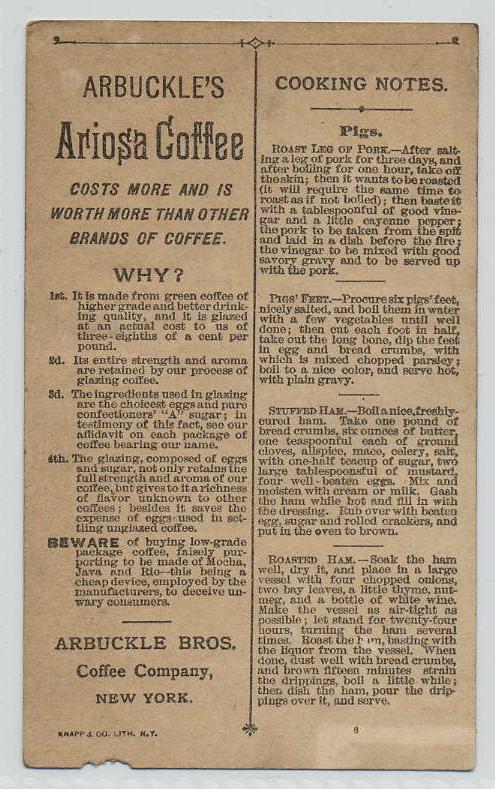 ARBUCKLE'S
Ariosa Coffee
COSTS MORE AND IS
WORTH MORE THAN OTHER
BRANDS OF COFFEE.
WHY?
1st. It is made from green coffee of
higher grade and better drink-
ing quality, and it is glazed
at an actual cost to us of
three-eighths of a cent per
pound.
2d. Its entire strength and aroma
are retained by our process of
glazing coffee.
3d. The ingredients used in glazing
are the choicest eggs and pure
confectioners' "A" sugar; in
testimony of this fact, see our
affidavit on each package of
coffee bearing our name.
4th. The glazing, composed of eggs
and sugar, not only retains the
full strength and aroma of our
coffee, but gives to it a richness
of flavor unknown to other
coffees; besides it saves the
expense of eggs used in set-
tling unglazed coffee.
BEWARE of buying low-grade
package coffee, falsely pur-
porting to be made of Mocha,
Java and Rio—this being a
cheap device, employed by the
manufacturers, to deceive un-
wary consumers.
ARBUCKLE BROS.
Coffee Company,
NEW YORK.
KNAPP & CO. LITH. N.Y.
COOKING NOTES.
Pigs.
ROAST LEG OF PORK.—After salt-
ing a leg of pork for three days, and
after boiling for one hour, take off
the skin; then it wants to be roasted
(it will require the same time to
roast as if not boiled); then baste it
with a tablespoonful of good vine-
gar and a little cayenne pepper;
the pork to be taken from the spit
and laid in a dish before the fire;
the vinegar to be mixed with good
savory gravy and to be served up
with the pork.
PIGS' FEET.—Procure six pigs' feet,
nicely salted, and boil them in water
with a few vegetables until well
done; then cut each foot in half,
take out the long bone, dip the feet
in egg and bread crumbs, with
which is mixed chopped parsley;
boil to a nice color, and serve hot,
with plain gravy.
STUFFED HAM.—Boil a nice, freshly-
cured ham. Take one pound of
bread crumbs, six ounces of butter,
one teaspoonful each of ground
cloves, allspice, mace, celery, salt,
with one-half teacup of sugar, two
large tablespoonsful of mustard,
four well-beaten eggs. Mix and
moisten with cream or milk. Gash
the ham while hot and fill in with
the dressing. Rub over with beaten
egg, sugar and rolled crackers, and
put in the oven to brown.
ROASTED HAM.—Soak the ham
well, dry it, and place in a large
vessel with four chopped onions,
two bay leaves, a little thyme, nut-
meg, and a bottle of white wine.
Make the vessel as air-tight as
possible; let stand for twenty-four
hours, turning the ham several
times. Roast the basting with
the liquor from the vessel. When
done, dust well with bread crumbs,
and brown fifteen minutes strain
the drippings, boil a little while;
then dish the ham, pour the drip-
pings over it, and serve.